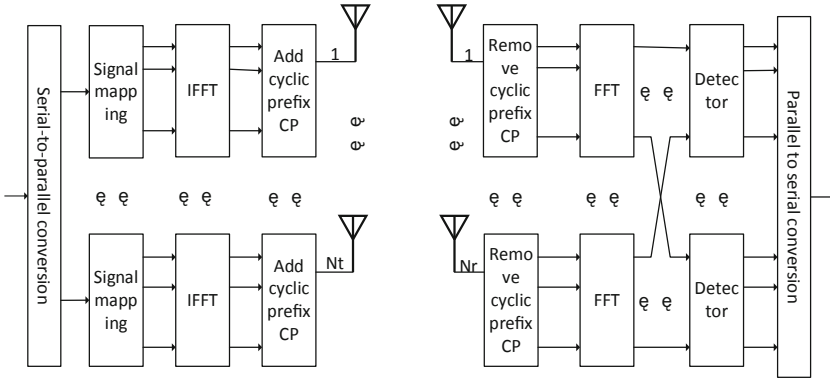 Serial-to-parallel conversion
Signal
mapp
ing
IFFT
Add
cyclic
prefix
CP
1
1
Remo
ve
cyclic
prefix
CP
FFT
ę ę
Detec
tor
Parallel to serial conversion
ę ę
ę ę
ę ę
ę ę
ę ę
ę ę
ę ę
ę ę
Signal
mapp
ing
IFFT
Add
cyclic
prefix
CP
Nt
Nr
Remo
ve
cyclic
prefix
CP
FFT
ę ę
Detec
tor